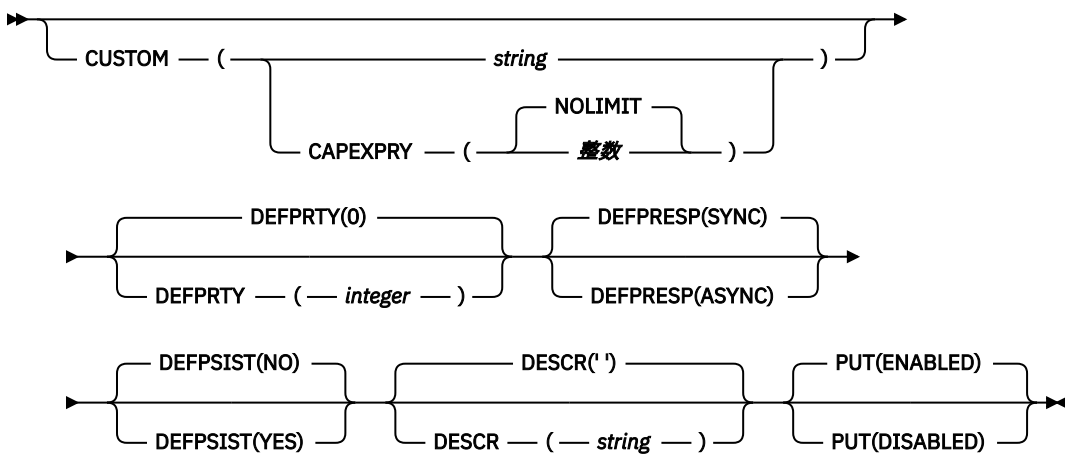 CUSTOM ( string )
NOLIMIT
CAPEXPRY ( 整数 )
DEFPRTY(0) DEFPRESP(SYNC)
DEFPRTY ( integer ) DEFPRESP(ASYNC)
DEFPSIST(NO) DESCR(' ') PUT(ENABLED)
DEFPSIST(YES) DESCR ( string ) PUT(DISABLED)